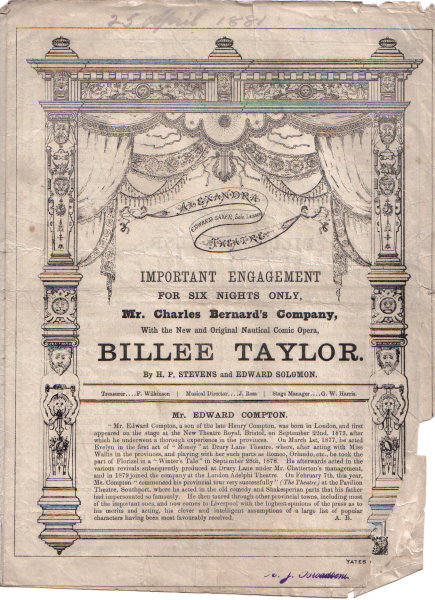 25 April 1881
ALEXANDRA
EDWARD SAKER, Sole Lessee
THEATRE.
IMPORTANT ENGAGEMENT
FOR SIX NIGHTS ONLY,
Mr. Charles Bernard's Company,
With the New and Original Nautical Comic Opera,
BILLEE TAYLOR.
By H. P. STEVENS and EDWARD SOLOMON.
Treasurer....F. Wilkinson | Musical Director....J. Ross | Stage Manager....G. W. Harris.
Mr. EDWARD COMPTON.
Mr. Edward Compton, a son of the late Henry Compton, was born in London, and first
appeared on the stage at the New Theatre Royal, Bristol, on September 22nd, 1873, after
which he underwent a thorough experience in the provinces. On March 1st, 1877, he acted
Evelyn in the first act of "Money" at Drury Lane Theatre, where, after acting with Miss
Wallis in the provinces, and playing with her such parts as Romeo, Orlando, etc., he took the
part of Florizel in a "Winter's Tale" in September 28th, 1878. He afterwards acted in the
various revivals subsequently produced at Drury Lane under Mr. Chatterton's management,
and in 1879 joined the company at the London Adelphi Theatre. On February 7th, this year,
Mr. Compton "commenced his provincial tour very successfully" (The Theatre) at the Pavilion
Theatre, Southport, where he acted in the old comedy and Shakesperian parts that his father
had impersonated so famously. He then toured through other provincial towns, including most
of the important ones, and now comes to Liverpool with the highest opinions of the press as to
his merits and acting, his clever and intelligent assumptions of a large list of popular
characters having been most favourably received. A. B.
YATES
J. Broadbent